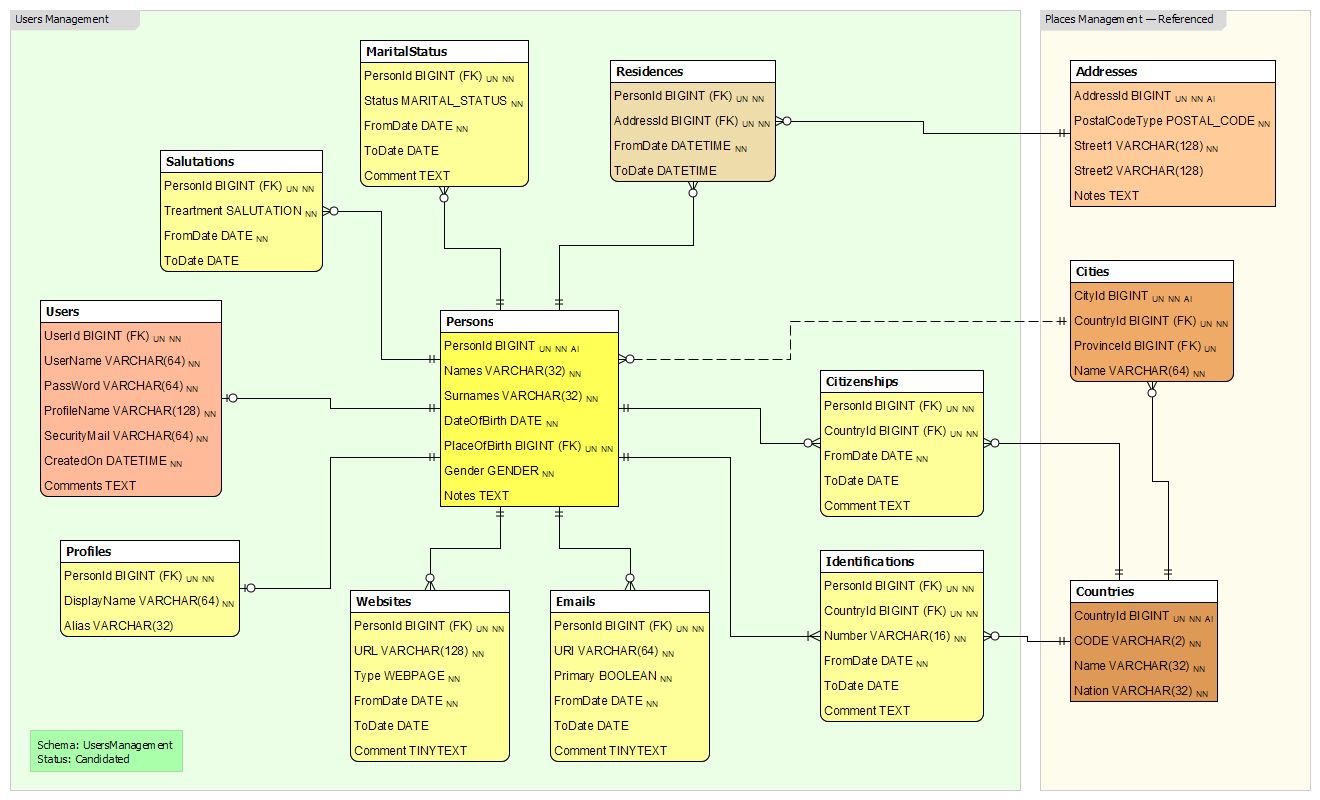 Users Management
Places Management — Referenced
MaritalStatus
PersonId BIGINT (FK) UN NN
Status MARITAL_STATUS NN
FromDate DATE NN
ToDate DATE
Comment TEXT
Residences
PersonId BIGINT (FK) UN NN
AddressId BIGINT (FK) UN NN
FromDate DATETIME NN
ToDate DATETIME
Addresses
AddressId BIGINT UN NN AI
PostalCodeType POSTAL_CODE NN
Street1 VARCHAR(128) NN
Street2 VARCHAR(128)
Notes TEXT
Salutations
PersonId BIGINT (FK) UN NN
Treartment SALUTATION NN
FromDate DATE NN
ToDate DATE
Cities
CityId BIGINT UN NN AI
CountryId BIGINT (FK) UN NN
ProvinceId BIGINT (FK) UN
Name VARCHAR(64) NN
Users
UserId BIGINT (FK) UN NN
UserName VARCHAR(64) NN
PassWord VARCHAR(64) NN
ProfileName VARCHAR(128) NN
SecurityMail VARCHAR(64) NN
CreatedOn DATETIME NN
Comments TEXT
Persons
PersonId BIGINT UN NN AI
Names VARCHAR(32) NN
Surnames VARCHAR(32) NN
DateOfBirth DATE NN
PlaceOfBirth BIGINT (FK) UN NN
Gender GENDER NN
Notes TEXT
Citizenships
PersonId BIGINT (FK) UN NN
CountryId BIGINT (FK) UN NN
FromDate DATE NN
ToDate DATE
Comment TEXT
Profiles
PersonId BIGINT (FK) UN NN
DisplayName VARCHAR(64) NN
Alias VARCHAR(32)
Websites
PersonId BIGINT (FK) UN NN
URL VARCHAR(128) NN
Type WEBPAGE NN
FromDate DATE NN
ToDate DATE
Comment TINYTEXT
Emails
PersonId BIGINT (FK) UN NN
URI VARCHAR(64) NN
Primary BOOLEAN NN
FromDate DATE NN
ToDate DATE
Comment TINYTEXT
Identifications
PersonId BIGINT (FK) UN NN
CountryId BIGINT (FK) UN NN
Number VARCHAR(16) NN
FromDate DATE NN
ToDate DATE
Comment TEXT
Countries
CountryId BIGINT UN NN AI
CODE VARCHAR(2) NN
Name VARCHAR(32) NN
Nation VARCHAR(32) NN
Schema: UsersManagement
Status: Candidated